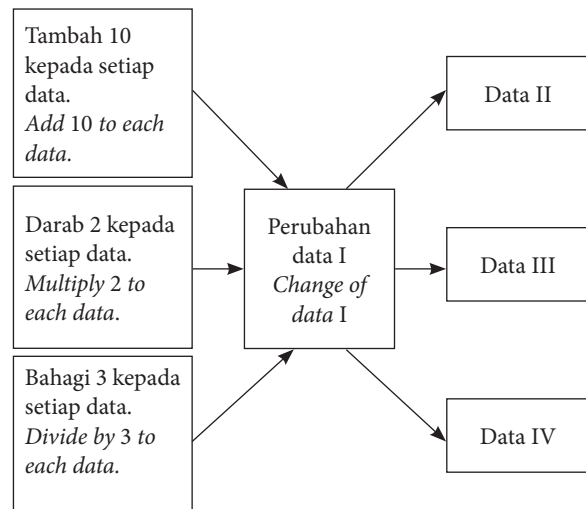 Tambah 10
kepada setiap
data.
Add 10 to each
data.
Darab 2 kepada
setiap data.
Multiply 2 to
each data.
Bahagi 3 kepada
setiap data.
Divide by 3 to
each data.
Perubahan
data I
Change of
data I
Data II
Data III
Data IV